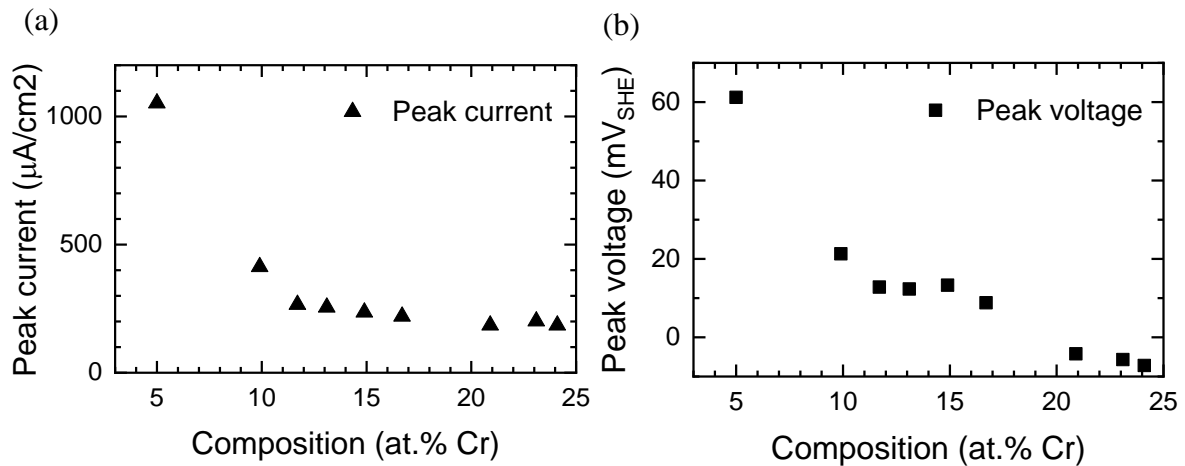 (a)
Peak current (μA/cm2)
1000
500
0
Peak current
5 10 15 20 25
Composition (at.% Cr)
(b)
Peak voltage (mV_SHE)
60
40
20
0
Peak voltage
5 10 15 20 25
Composition (at.% Cr)